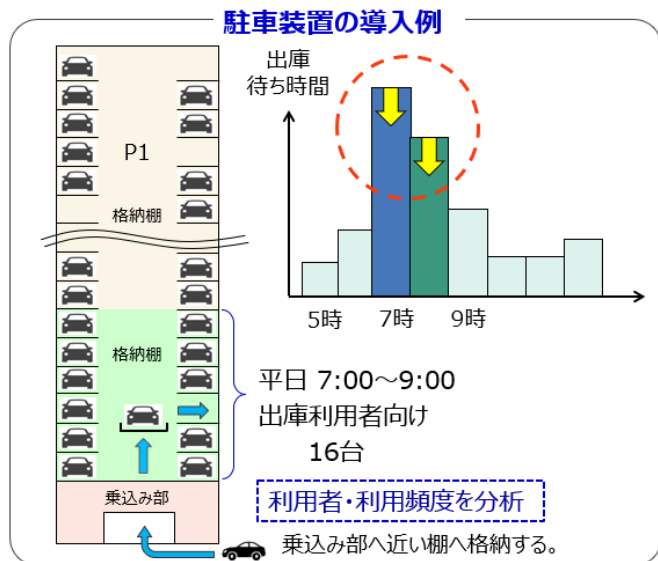 駐車装置の導入例
出庫
待ち時間
P1
格納棚
5時
7時
9時
格納棚
平日 7:00～9:00
出庫利用者向け
16台
利用者・利用頻度を分析
乗込み部
乗込み部へ近い棚へ格納する。